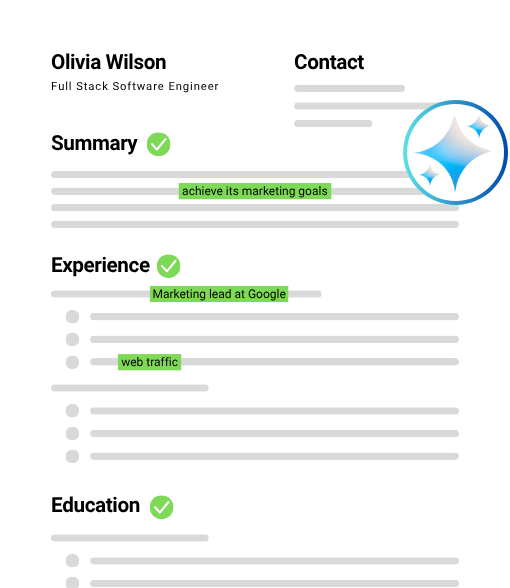 Olivia Wilson
Contact
Full Stack Software Engineer
Summary
achieve its marketing goals
Experience
Marketing lead at Google
web traffic
Education